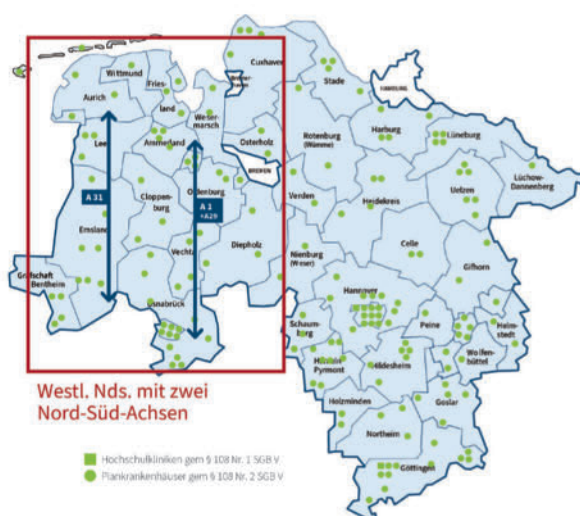 Cuxhaven
Wittmund
Stade
Fries-
land
Aurich
HAMBURG
Weser-
marsch
Harburg
Lüneburg
Leer
Ammerland
Osterholz
Rotenburg
(Wümme)
BREMEN
Lüchow-
Dannenberg
Uelzen
A 31
Cloppen-
burg
Oldenburg
Verden
Heidekreis
A 1
+A29
Emsland
Vechta
Diepholz
Nienburg
(Weser)
Celle
Gifhorn
Grafschaft
Bentheim
Hannover
Osnabrück
Schaum-
burg
Peine
Helm-
stedt
Hameln-
Pyrmont
Hildesheim
Wolfen-
büttel
Westl. Nds. mit zwei
Nord-Süd-Achsen
Holzminden
Goslar
Northeim
Hochschulkliniken gem § 108 Nr. 1 SGB V
Plankrankenhäuser gem § 108 Nr. 2 SGB V
Göttingen